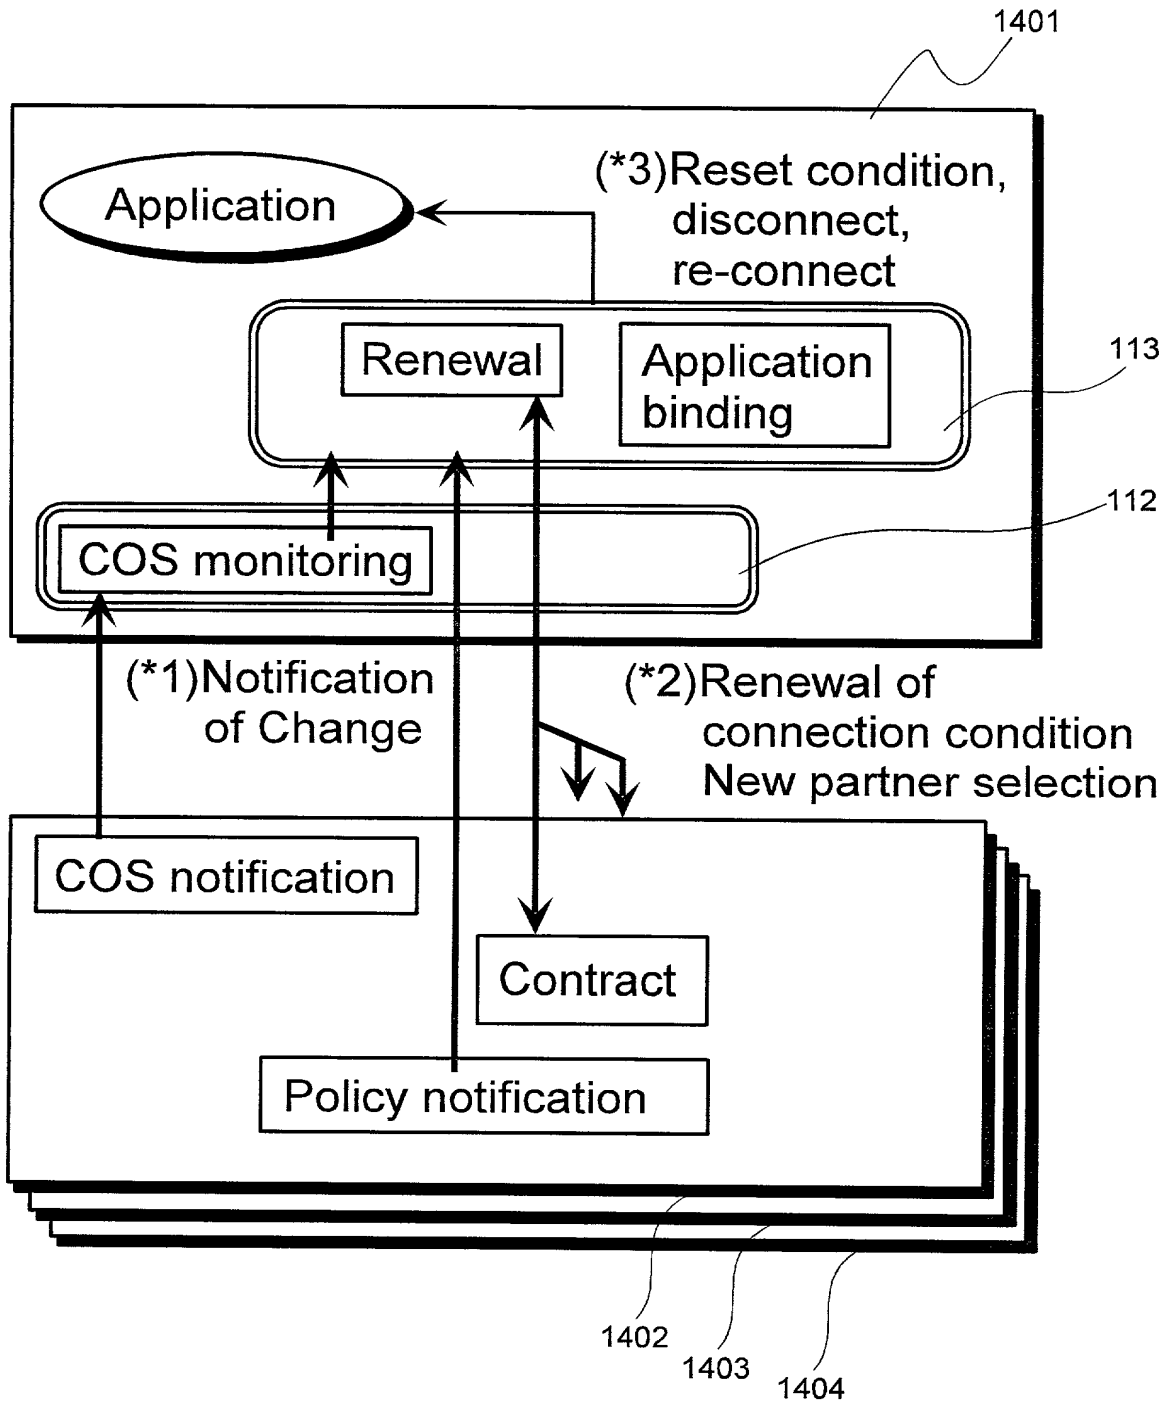 1401
Application
(*3)Reset condition,
disconnect,
re-connect
Renewal
Application
binding
113
112
COS monitoring
(*1)Notification
of Change
(*2)Renewal of
connection condition
New partner selection
COS notification
Contract
Policy notification
1402
1403
1404